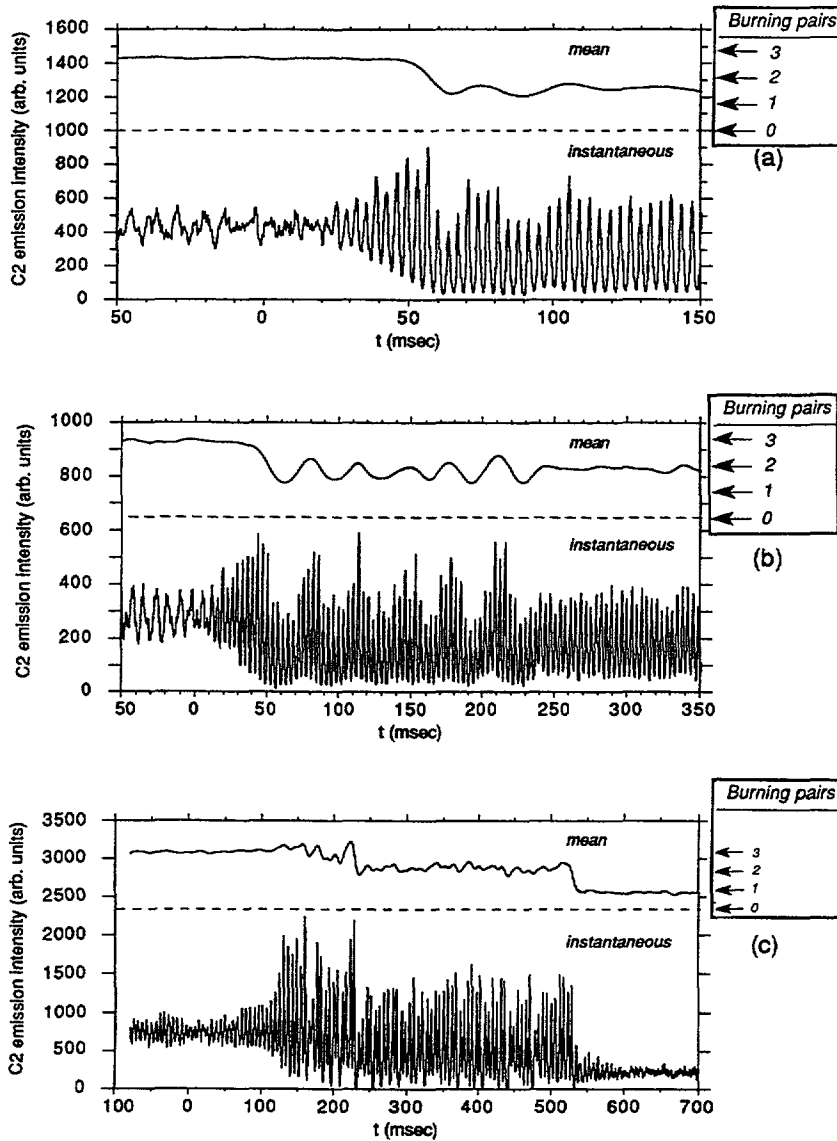 1600
1400
1200
1000
800
600
400
200
0
C2 emission intensity (arb. units)
mean
instantaneous
50 0 50 100 150
t (msec)
Burning pairs
3
2
1
0
(a)
1000
800
600
400
200
0
C2 emission intensity (arb. units)
mean
instantaneous
50 0 50 100 150 200 250 300 350
t (msec)
Burning pairs
3
2
1
0
(b)
3500
3000
2500
2000
1500
1000
500
0
C2 emission intensity (arb. units)
mean
instantaneous
100 0 100 200 300 400 500 600 700
t (msec)
Burning pairs
3
2
1
0
(c)